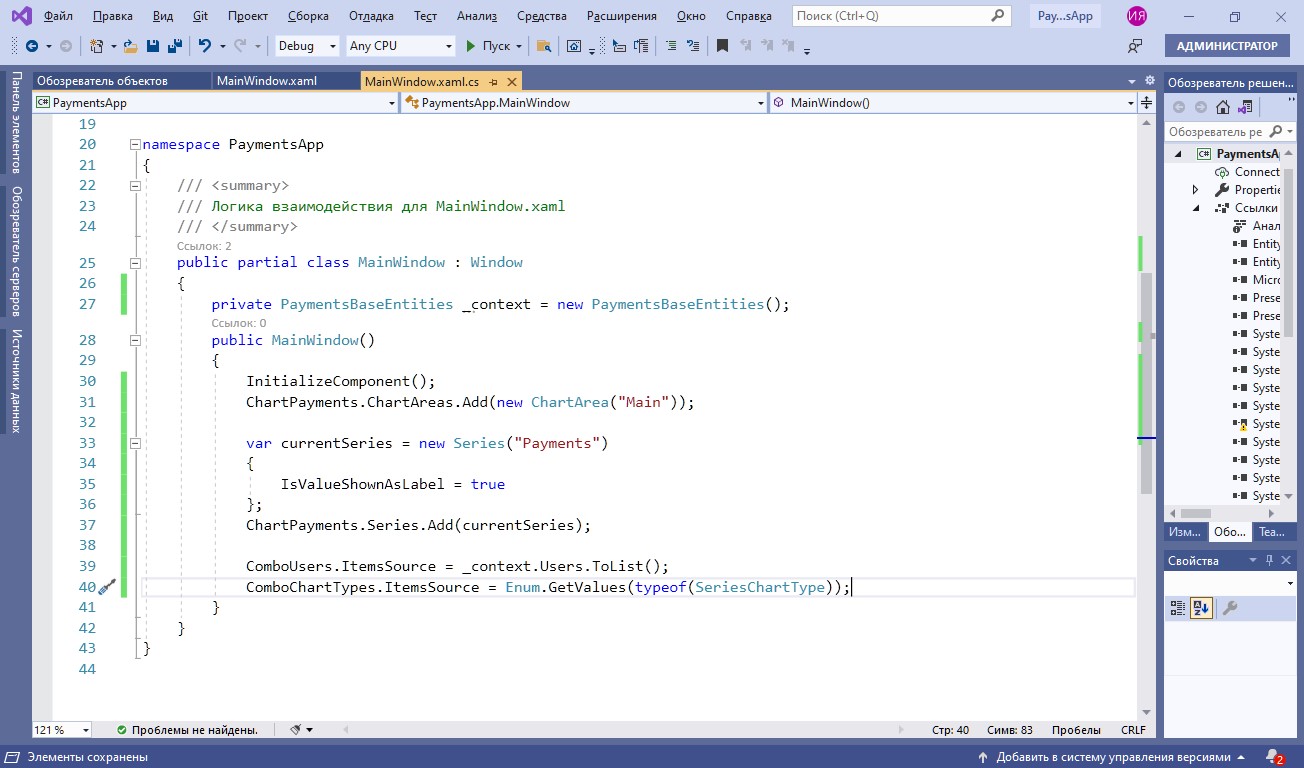 Файл Правка Вид Git Проект Сборка Отладка Тест Анализ Средства Расширения Окно Справка Поиск (Ctrl+Q) Pay...sApp ИЯ
Debug Any CPU Пуск АДМИНИСТРАТОР
Обозреватель объектов MainWindow.xaml MainWindow.xaml.cs
C# PaymentsApp PaymentsApp.MainWindow MainWindow()
Панель элементов
Обозреватель серверов
Источники данных
19
20 namespace PaymentsApp
21 {
22 /// <summary>
23 /// Логика взаимодействия для MainWindow.xaml
24 /// </summary>
Ссылок: 2
25 public partial class MainWindow : Window
26 {
27 private PaymentsBaseEntities _context = new PaymentsBaseEntities();
Ссылок: 0
28 public MainWindow()
29 {
30 InitializeComponent();
31 ChartPayments.ChartAreas.Add(new ChartArea("Main"));
32
33 var currentSeries = new Series("Payments")
34 {
35 IsValueShownAsLabel = true
36 };
37 ChartPayments.Series.Add(currentSeries);
38
39 ComboUsers.ItemsSource = _context.Users.ToList();
40 ComboChartTypes.ItemsSource = Enum.GetValues(typeof(SeriesChartType));
41 }
42 }
43 }
44
121 % Проблемы не найдены. Стр: 40 Симв: 83 Пробелы CRLF
Обозреватель решен...
Обозреватель ре
C# PaymentsA
Connect
Propertie
Ссылки
Анал
Entity
Entity
Micro
Prese
Prese
Syste
Syste
Syste
Syste
Syste
Syste
Syste
Syste
Syste
Syste
Изм... Обо... Tea...
Свойства
Элементы сохранены Добавить в систему управления версиями 2